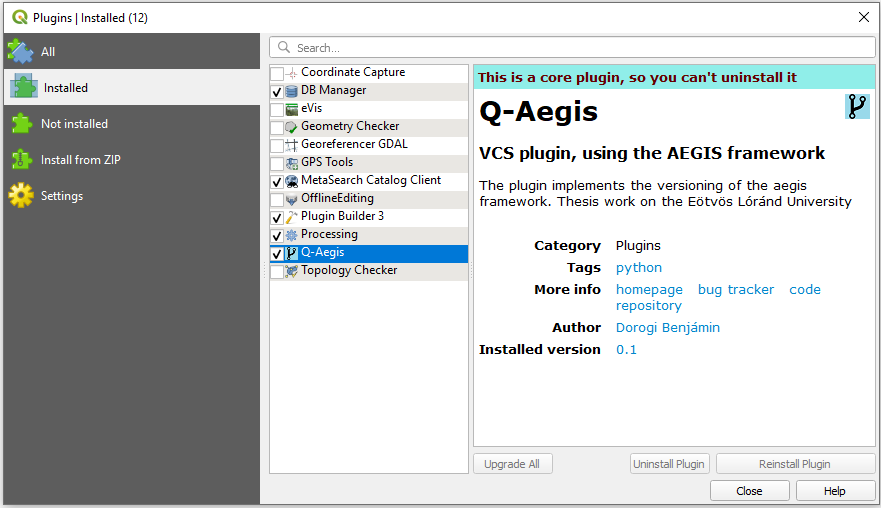 Plugins | Installed (12)
All
Installed
Not installed
Install from ZIP
Settings
Search...
Coordinate Capture
DB Manager
eVis
Geometry Checker
Georeferencer GDAL
GPS Tools
MetaSearch Catalog Client
OfflineEditing
Plugin Builder 3
Processing
Q-Aegis
Topology Checker
This is a core plugin, so you can't uninstall it
Q-Aegis
VCS plugin, using the AEGIS framework
The plugin implements the versioning of the aegis
framework. Thesis work on the Eötvös Lóránd University
Category Plugins
Tags python
More info homepage bug tracker code
repository
Author Dorogi Benjámin
Installed version 0.1
Upgrade All Uninstall Plugin Reinstall Plugin
Close Help